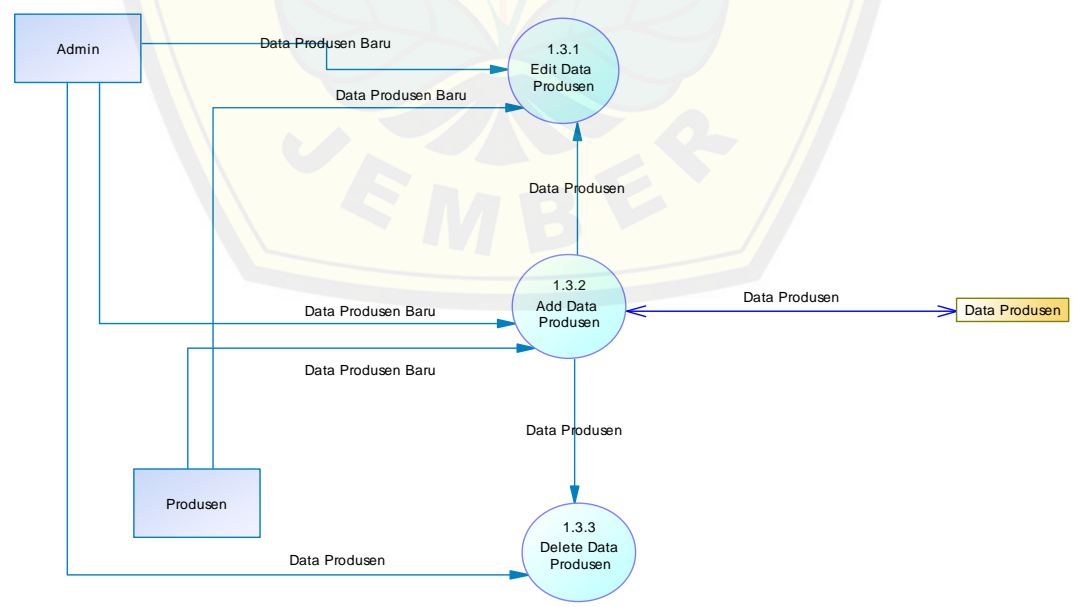 Admin
Data Produsen Baru
1.3.1
Edit Data
Produsen
Data Produsen Baru
JEMBER
Data Produsen
1.3.2
Add Data
Produsen
Data Produsen
Data Produsen
Data Produsen Baru
Data Produsen Baru
Data Produsen
Produsen
1.3.3
Delete Data
Produsen
Data Produsen